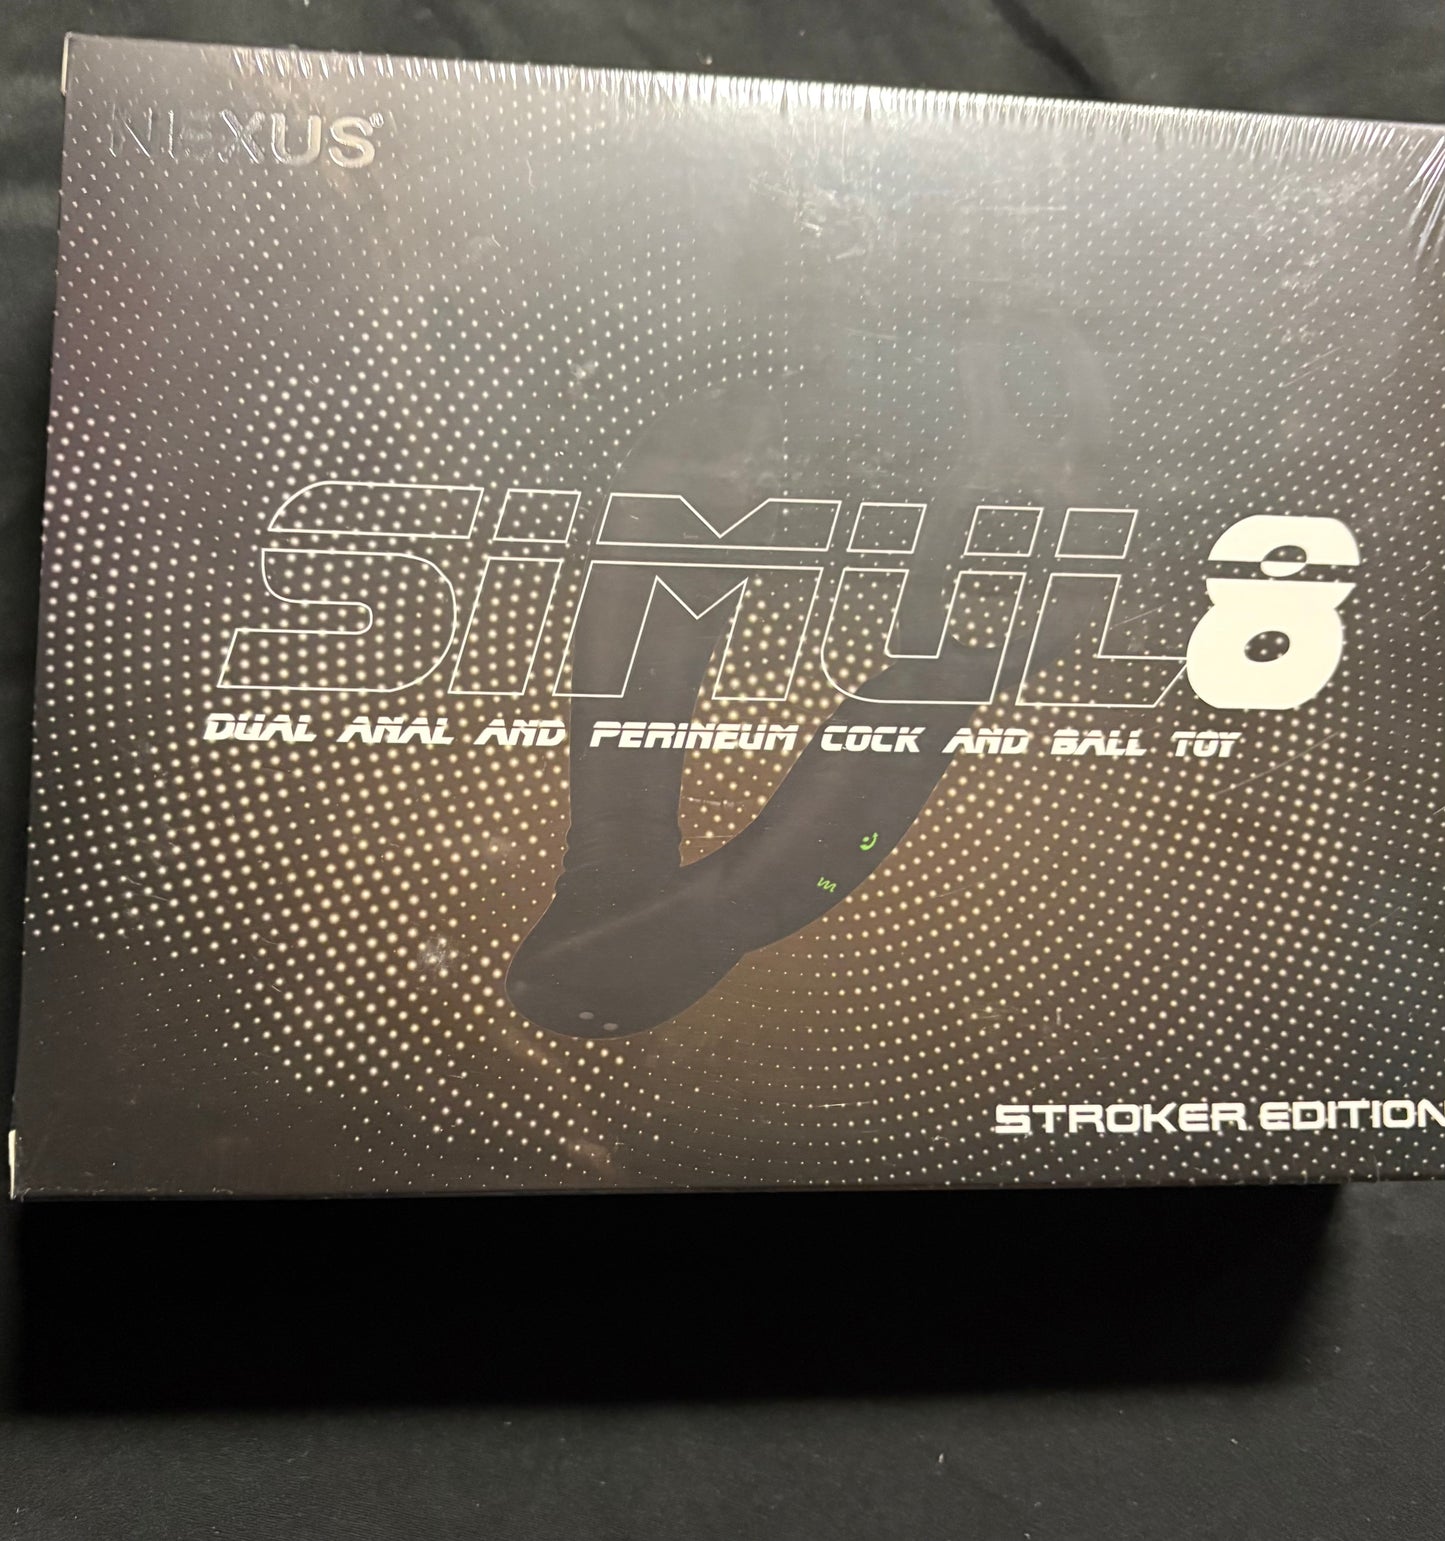 NEXUS®
SiMUL8
DUAL ANAL AND PERINEUM COCK AND BALL TOY
STROKER EDITION